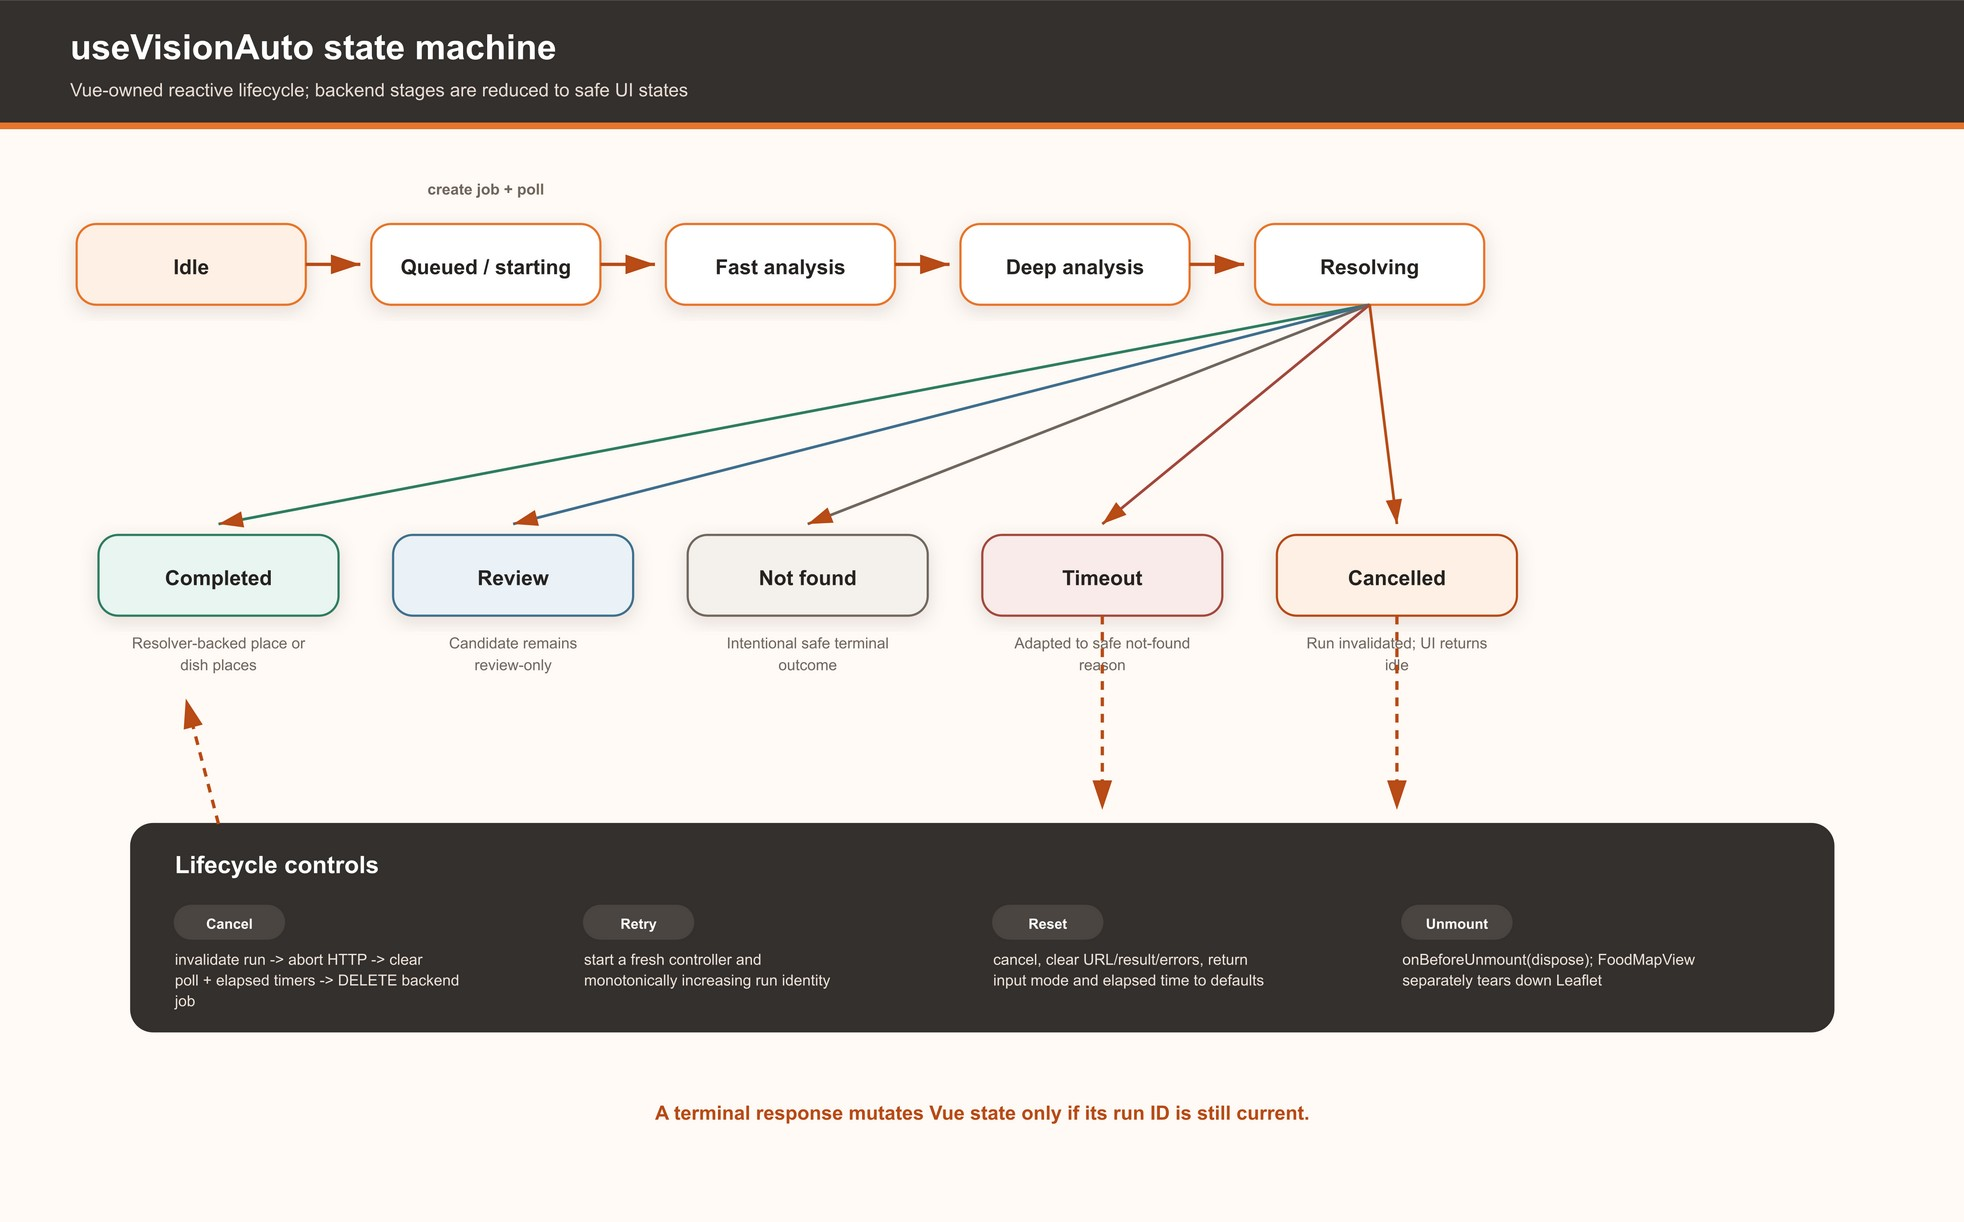 useVisionAuto state machine
Vue-owned reactive lifecycle; backend stages are reduced to safe UI states
create job + poll
Idle
Queued / starting
Fast analysis
Deep analysis
Resolving
Completed
Review
Not found
Timeout
Cancelled
Resolver-backed place or
dish places
Candidate remains
review-only
Intentional safe terminal
outcome
Adapted to safe not-found
reason
Run invalidated; UI returns
idle
Lifecycle controls
Cancel
invalidate run -> abort HTTP -> clear
poll + elapsed timers -> DELETE backend
job
Retry
start a fresh controller and
monotonically increasing run identity
Reset
cancel, clear URL/result/errors, return
input mode and elapsed time to defaults
Unmount
onBeforeUnmount(dispose); FoodMapView
separately tears down Leaflet
A terminal response mutates Vue state only if its run ID is still current.